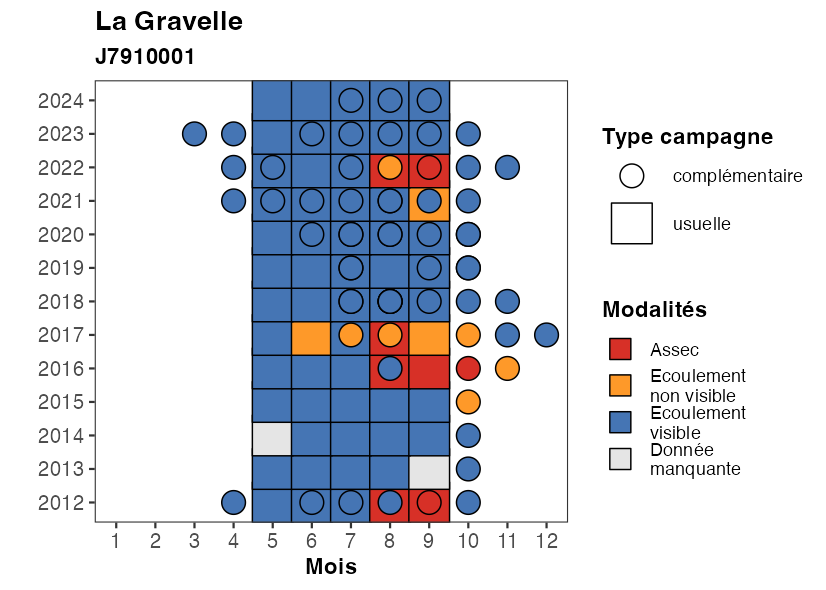 La Gravelle
J7910001
2024
2023
2022
2021
2020
2019
2018
2017
2016
2015
2014
2013
2012
1 2 3 4 5 6 7 8 9 10 11 12
Mois
Type campagne
complémentaire
usuelle
Modalités
Assec
Ecoulement
non visible
Ecoulement
visible
Donnée
manquante